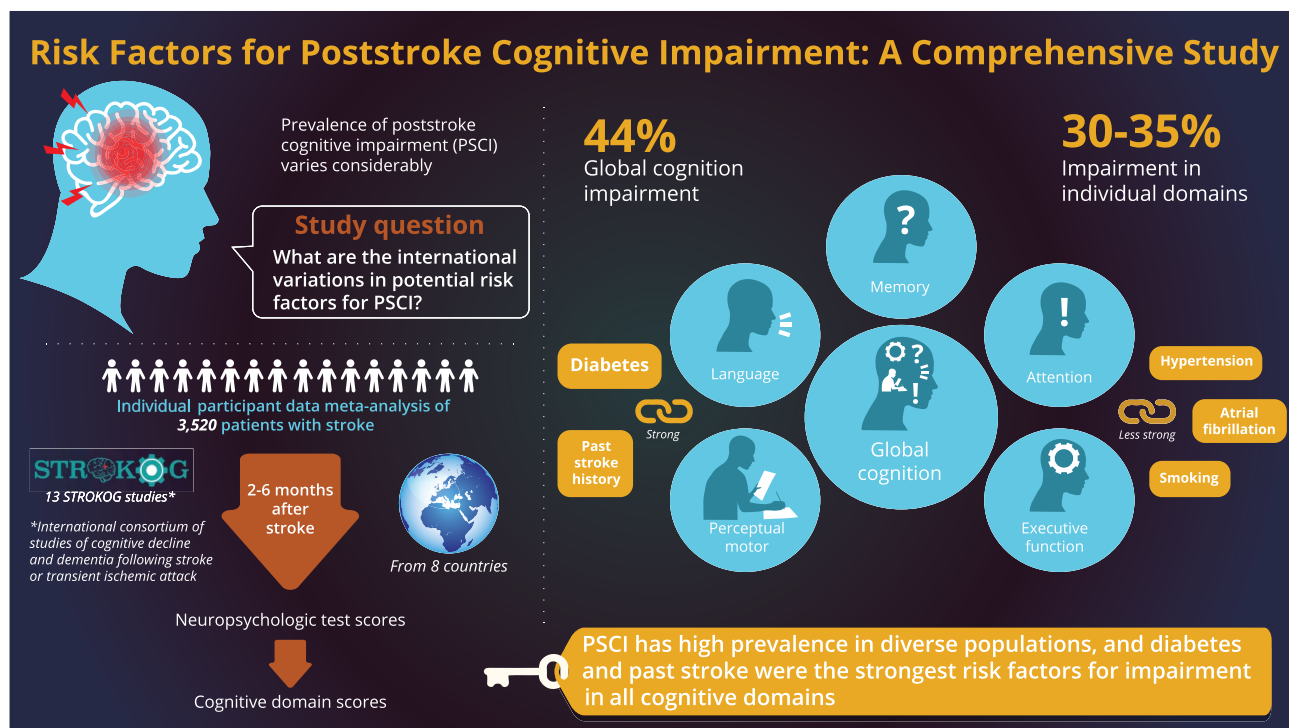 Risk Factors for Poststroke Cognitive Impairment: A Comprehensive Study
Prevalence of poststroke
cognitive impairment (PSCI)
varies considerably
Study question
What are the international
variations in potential risk
factors for PSCI?
Individual participant data meta-analysis of
3,520 patients with stroke
STROKOG
13 STROKOG studies*
*International consortium of
studies of cognitive decline
and dementia following stroke
or transient ischemic attack
2-6 months
after
stroke
From 8 countries
Neuropsychologic test scores
Cognitive domain scores
44%
Global cognition
impairment
30-35%
Impairment in
individual domains
?
Memory
Language
!
Attention
Diabetes
Strong
Past
stroke
history
?
!
Global
cognition
Hypertension
Less strong
Atrial
fibrillation
Smoking
Perceptual
motor
Executive
function
PSCI has high prevalence in diverse populations, and diabetes
and past stroke were the strongest risk factors for impairment
in all cognitive domains